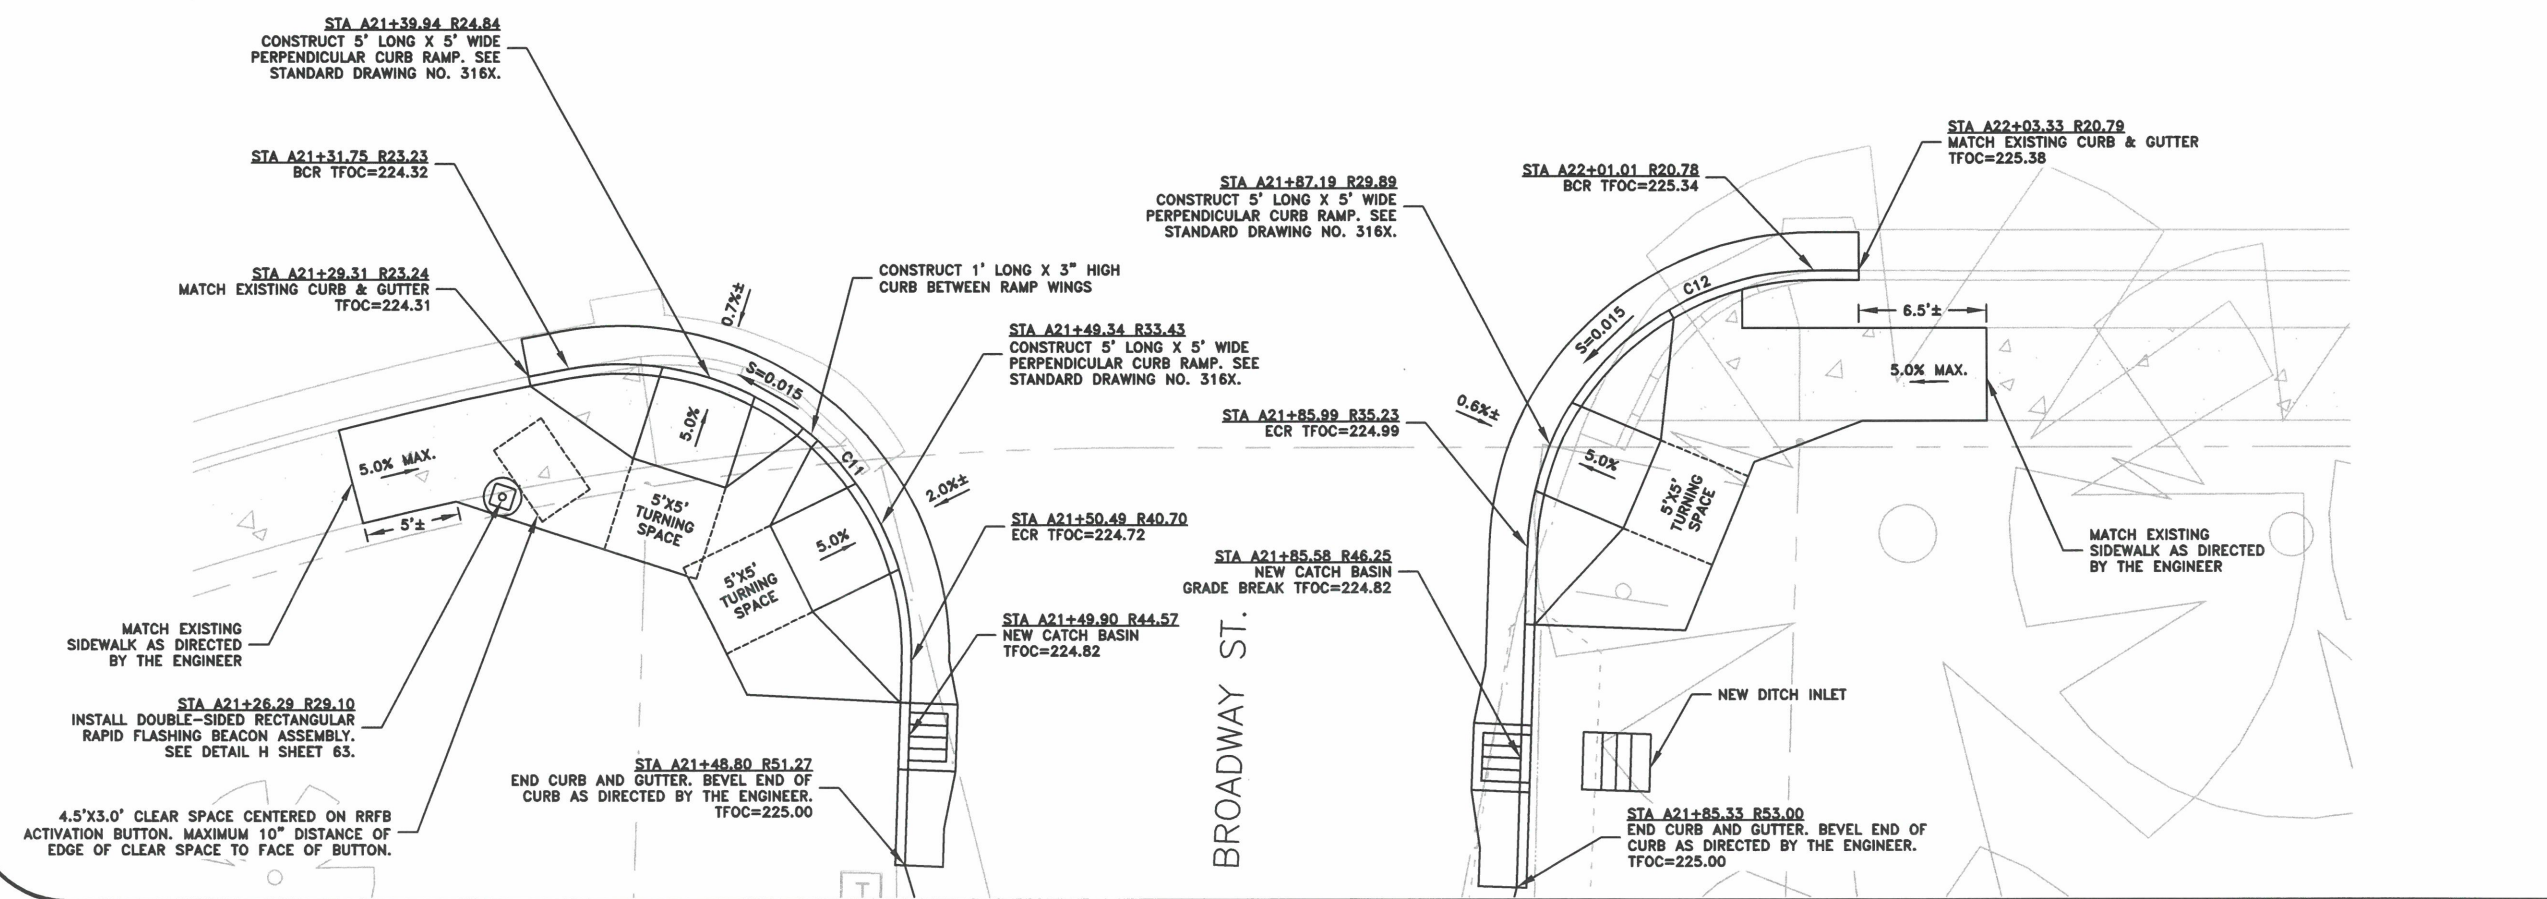 STA A21+39.94 R24.84
CONSTRUCT 5' LONG X 5' WIDE
PERPENDICULAR CURB RAMP. SEE
STANDARD DRAWING NO. 316X.
STA A21+31.75 R23.23
BCR TFOC=224.32
STA A21+29.31 R23.24
MATCH EXISTING CURB & GUTTER
TFOC=224.31
0.7%±
CONSTRUCT 1' LONG X 3" HIGH
CURB BETWEEN RAMP WINGS
STA A21+49.34 R33.43
CONSTRUCT 5' LONG X 5' WIDE
PERPENDICULAR CURB RAMP. SEE
STANDARD DRAWING NO. 316X.
S=0.015
5.0%
C11
5.0% MAX.
5'±
5'X5'
TURNING
SPACE
5.0%
5'X5'
TURNING
SPACE
2.0%±
STA A21+50.49 R40.70
ECR TFOC=224.72
STA A21+49.90 R44.57
NEW CATCH BASIN
TFOC=224.82
MATCH EXISTING
SIDEWALK AS DIRECTED
BY THE ENGINEER
STA A21+26.29 R29.10
INSTALL DOUBLE-SIDED RECTANGULAR
RAPID FLASHING BEACON ASSEMBLY.
SEE DETAIL H SHEET 63.
4.5'X3.0' CLEAR SPACE CENTERED ON RRFB
ACTIVATION BUTTON. MAXIMUM 10" DISTANCE OF
EDGE OF CLEAR SPACE TO FACE OF BUTTON.
STA A21+48.80 R51.27
END CURB AND GUTTER. BEVEL END OF
CURB AS DIRECTED BY THE ENGINEER.
TFOC=225.00
T
BROADWAY ST.
STA A21+87.19 R29.89
CONSTRUCT 5' LONG X 5' WIDE
PERPENDICULAR CURB RAMP. SEE
STANDARD DRAWING NO. 316X.
STA A22+01.01 R20.78
BCR TFOC=225.34
STA A22+03.33 R20.79
MATCH EXISTING CURB & GUTTER
TFOC=225.38
C12
S=0.015
6.5'±
5.0% MAX.
0.6%±
STA A21+85.99 R35.23
ECR TFOC=224.99
5.0%
5'X5'
TURNING
SPACE
STA A21+85.58 R46.25
NEW CATCH BASIN
GRADE BREAK TFOC=224.82
MATCH EXISTING
SIDEWALK AS DIRECTED
BY THE ENGINEER
NEW DITCH INLET
STA A21+85.33 R53.00
END CURB AND GUTTER. BEVEL END OF
CURB AS DIRECTED BY THE ENGINEER.
TFOC=225.00